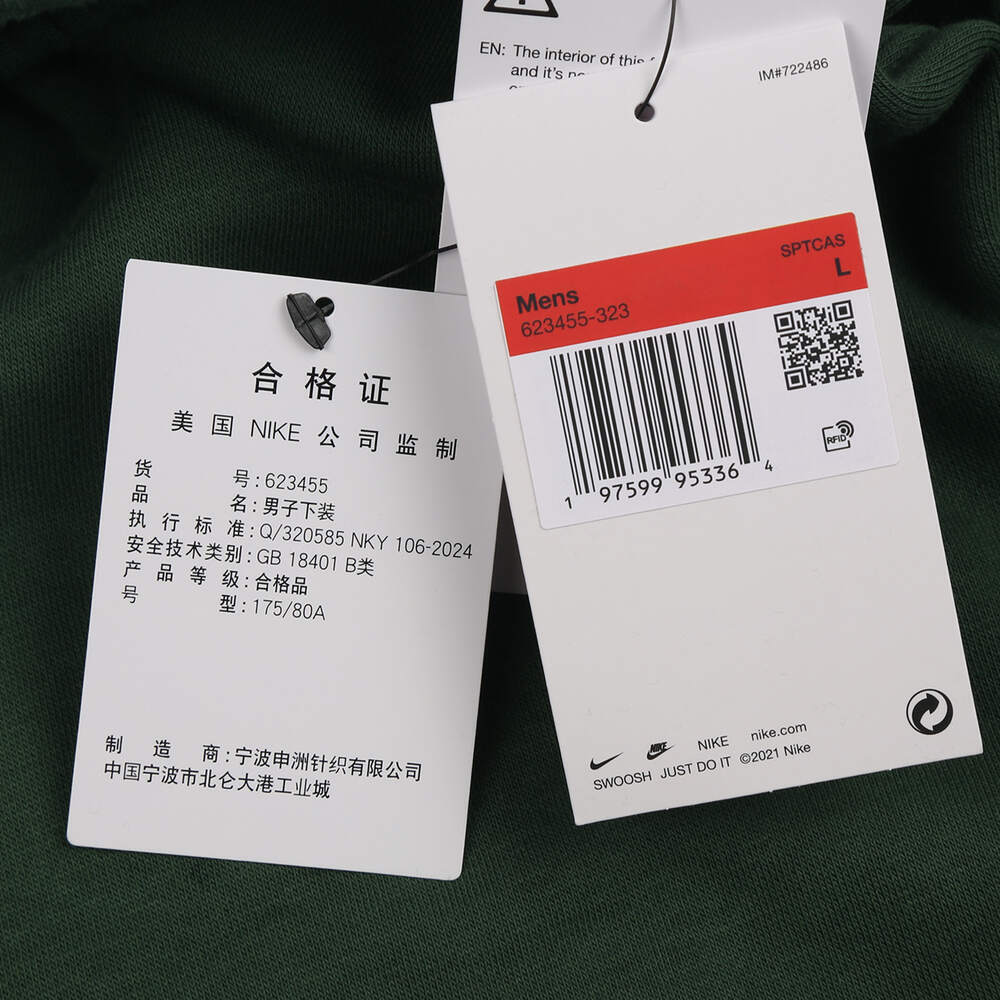 EN: The interior of this
and it's
IM#722486
SPTCAS
L
Mens
623455-323
1 97599 95336 4
RFID
NIKE nike.com
SWOOSH JUST DO IT ©2021 Nike
合格证
美国 NIKE 公司监制
货号:623455
品名:男子下装
执行标准:Q/320585 NKY 106-2024
安全技术类别:GB 18401 B类
产品等级:合格品
号型:175/80A
制造商:宁波申洲针织有限公司
中国宁波市北仑大港工业城